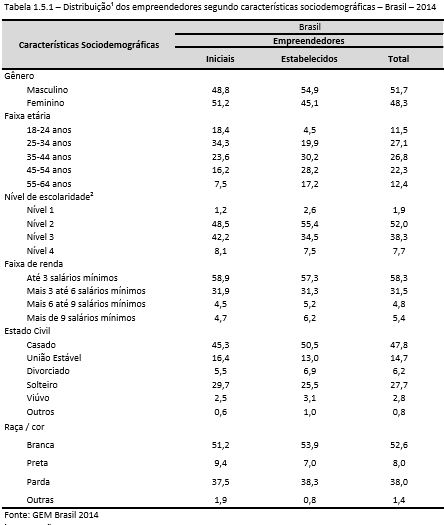 Tabela 1.5.1 – Distribuição¹ dos empreendedores segundo características sociodemográficas – Brasil – 2014
Brasil
Características Sociodemográficas Empreendedores
Iniciais Estabelecidos Total
Gênero
Masculino 48,8 54,9 51,7
Feminino 51,2 45,1 48,3
Faixa etária
18-24 anos 18,4 4,5 11,5
25-34 anos 34,3 19,9 27,1
35-44 anos 23,6 30,2 26,8
45-54 anos 16,2 28,2 22,3
55-64 anos 7,5 17,2 12,4
Nível de escolaridade²
Nível 1 1,2 2,6 1,9
Nível 2 48,5 55,4 52,0
Nível 3 42,2 34,5 38,3
Nível 4 8,1 7,5 7,7
Faixa de renda
Até 3 salários mínimos 58,9 57,3 58,3
Mais 3 até 6 salários mínimos 31,9 31,3 31,5
Mais 6 até 9 salários mínimos 4,5 5,2 4,8
Mais de 9 salários mínimos 4,7 6,2 5,4
Estado Civil
Casado 45,3 50,5 47,8
União Estável 16,4 13,0 14,7
Divorciado 5,5 6,9 6,2
Solteiro 29,7 25,5 27,7
Viúvo 2,5 3,1 2,8
Outros 0,6 1,0 0,8
Raça / cor
Branca 51,2 53,9 52,6
Preta 9,4 7,0 8,0
Parda 37,5 38,3 38,0
Outras 1,9 0,8 1,4
Fonte: GEM Brasil 2014